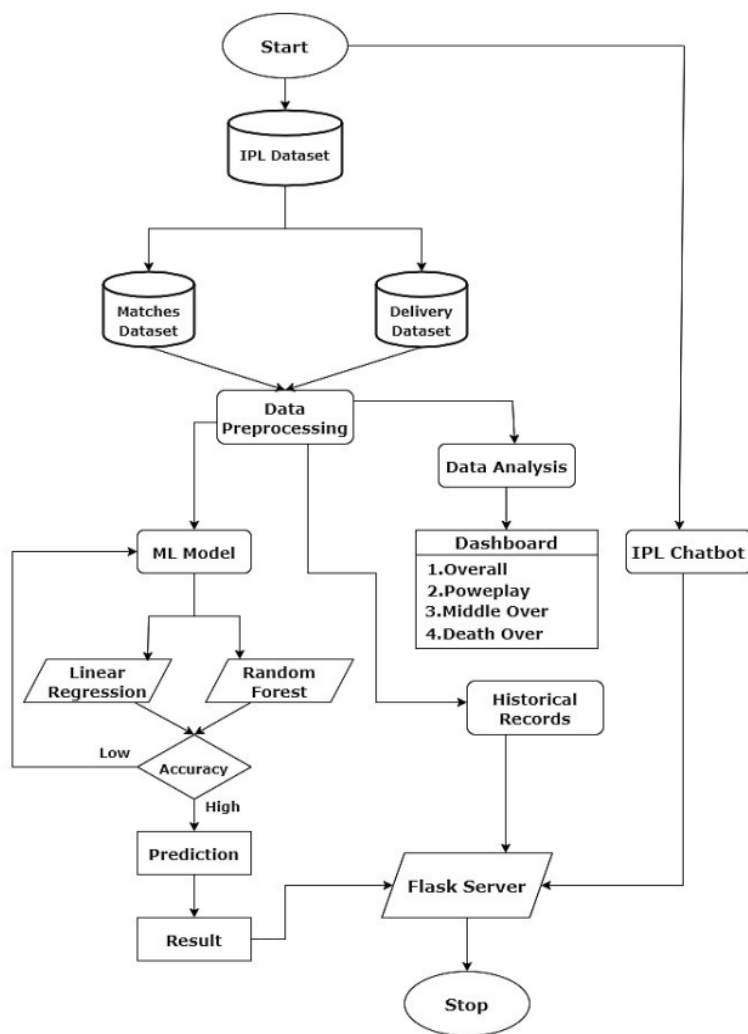 Start
IPL Dataset
Matches
Dataset
Delivery
Dataset
Data
Preprocessing
Data Analysis
ML Model
Dashboard
1.Overall
2.Poweplay
3.Middle Over
4.Death Over
IPL Chatbot
Linear
Regression
Random
Forest
Historical
Records
Low
Accuracy
High
Prediction
Flask Server
Result
Stop